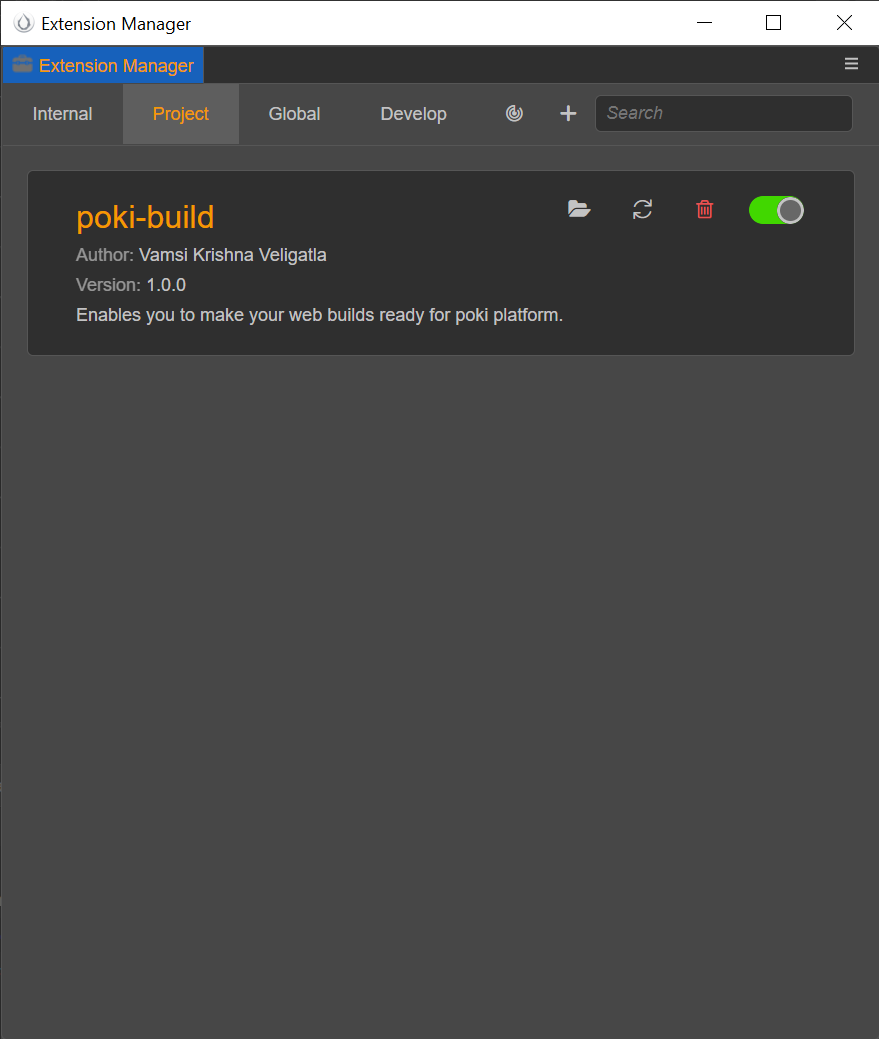 Extension Manager
Extension Manager
Internal Project Global Develop Search
poki-build
Author: Vamsi Krishna Veligatla
Version: 1.0.0
Enables you to make your web builds ready for poki platform.